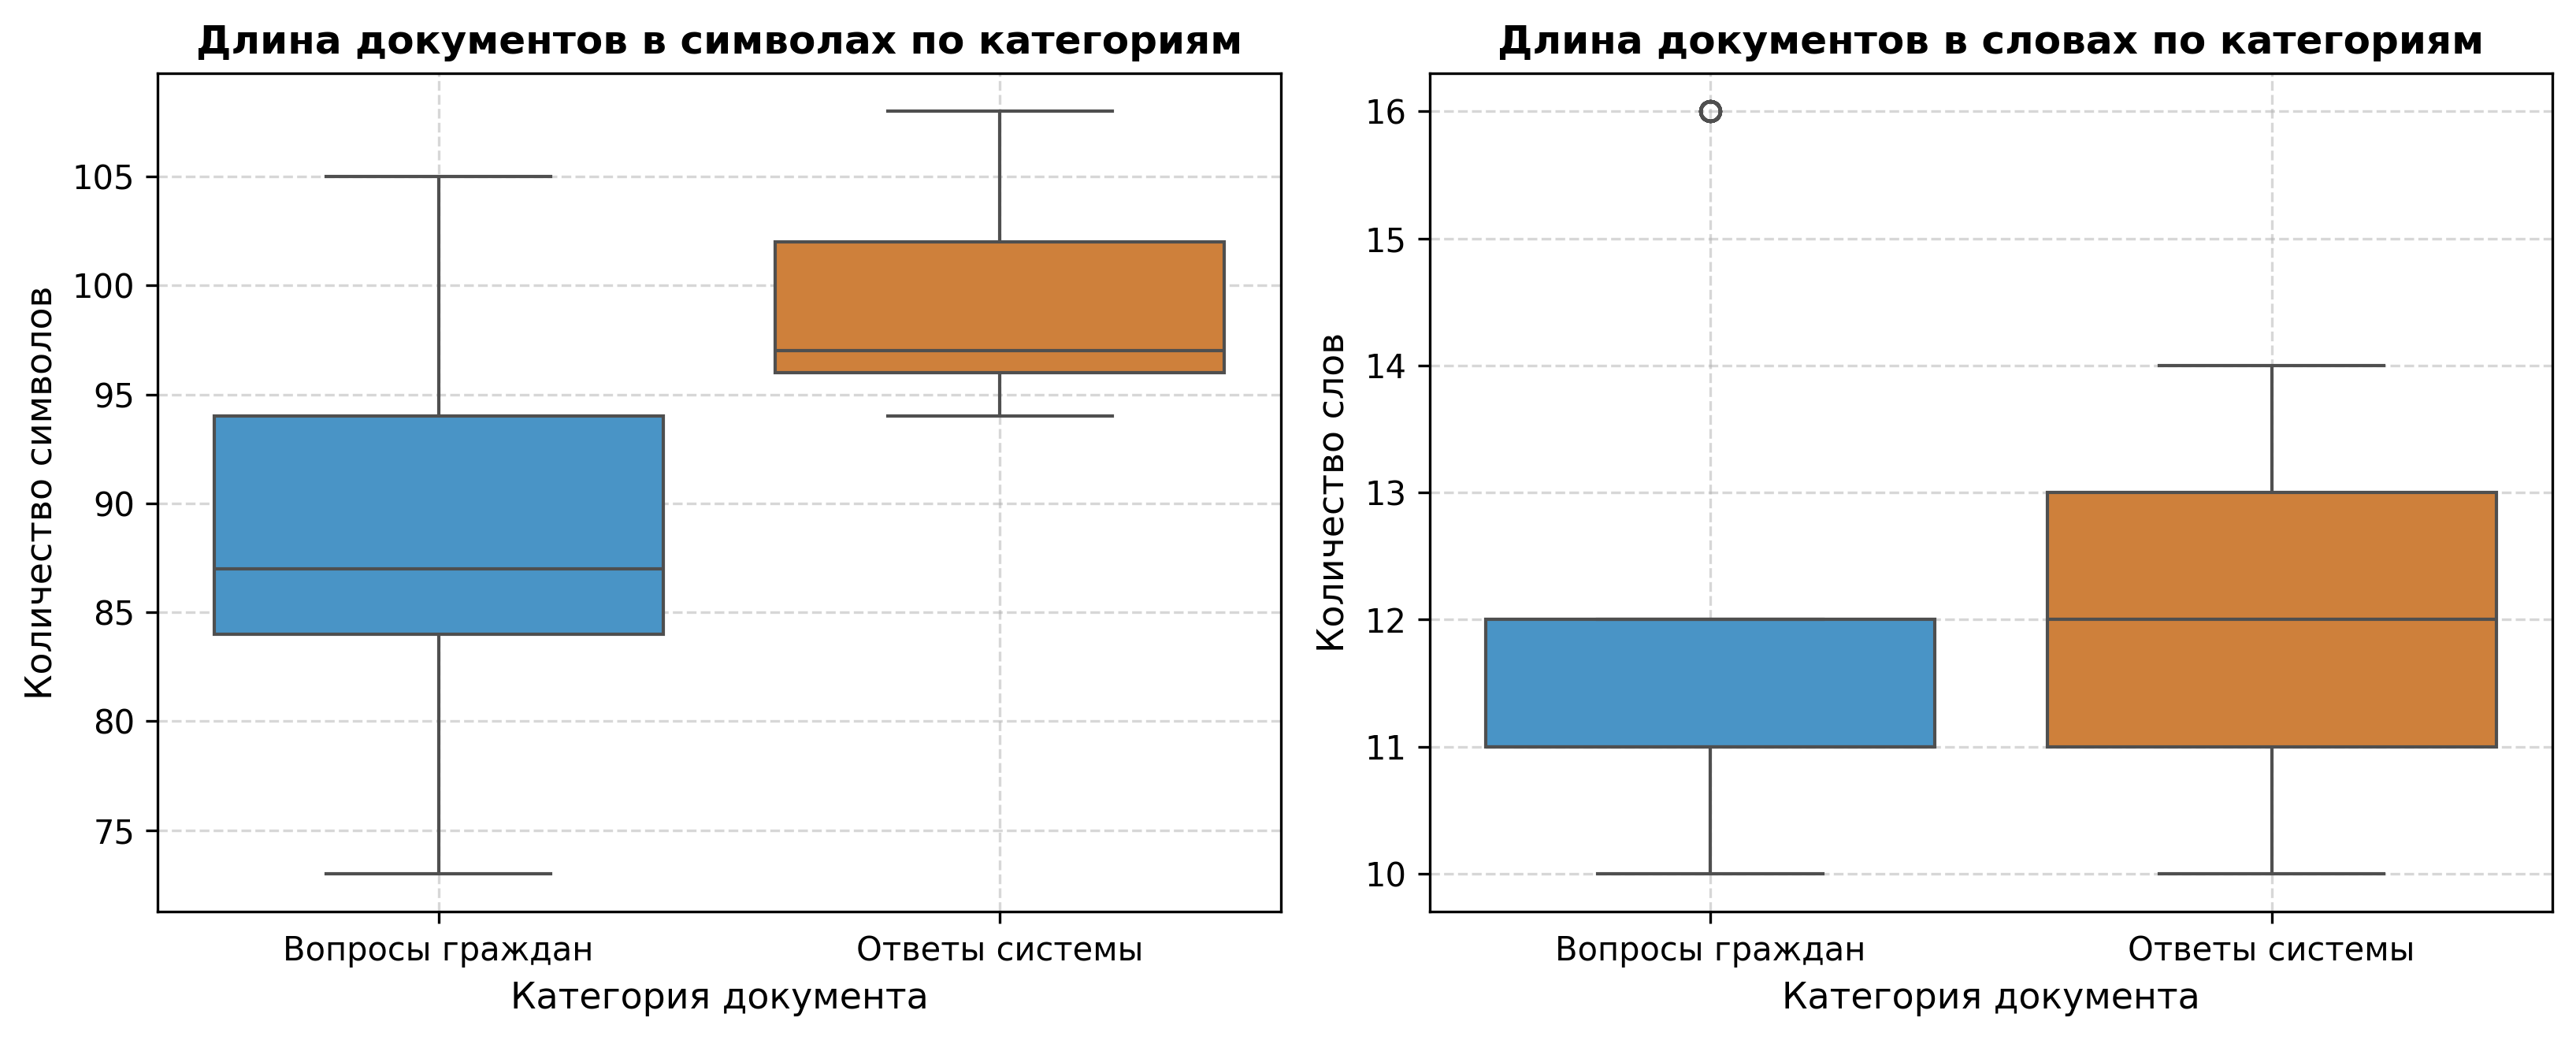 Длина документов в символах по категориям
Количество символов
105
100
95
90
85
80
75
Вопросы граждан
Ответы системы
Категория документа
Длина документов в словах по категориям
Количество слов
16
15
14
13
12
11
10
Вопросы граждан
Ответы системы
Категория документа